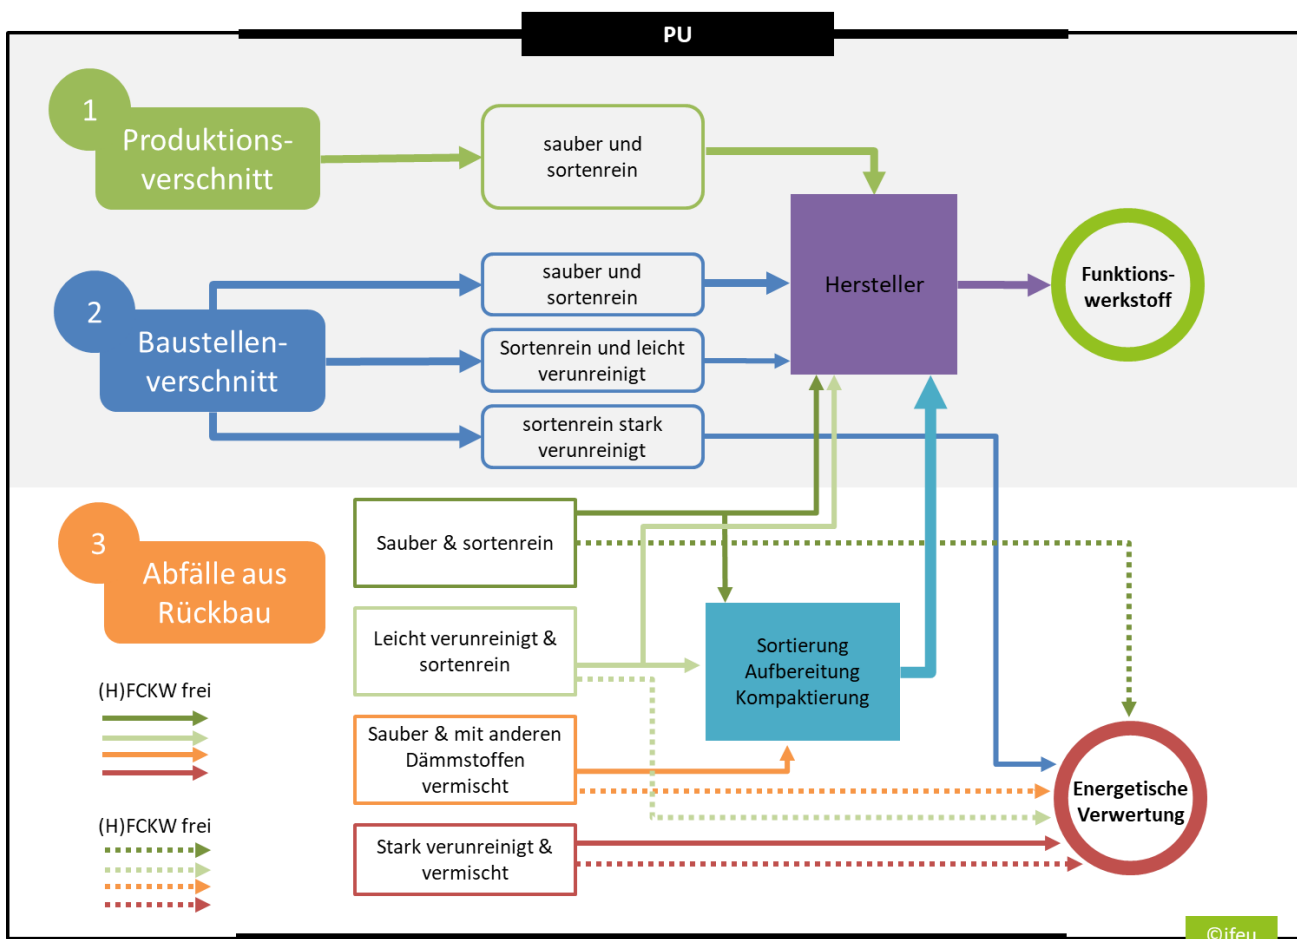 PU
1
Produktions-
verschnitt
sauber und
sortenrein
2
Baustellen-
verschnitt
sauber und
sortenrein
Sortenrein und leicht
verunreinigt
sortenrein stark
verunreinigt
Hersteller
Funktions-
werkstoff
3
Abfälle aus
Rückbau
Sauber & sortenrein
Leicht verunreinigt &
sortenrein
Sauber & mit anderen
Dämmstoffen
vermischt
Stark verunreinigt &
vermischt
Sortierung
Aufbereitung
Kompaktierung
Energetische
Verwertung
(H)FCKW frei
(H)FCKW frei
©ifeu